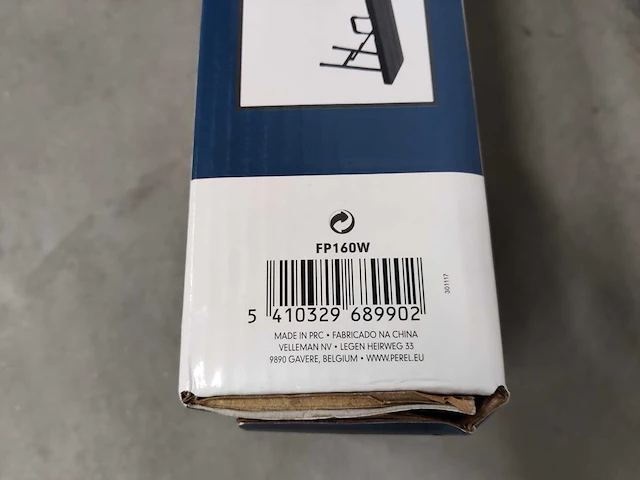 FP160W
5 410329 689902
301117
MADE IN PRC • FABRICADO NA CHINA
VELLEMAN NV • LEGEN HEIRWEG 33
9890 GAVERE, BELGIUM • WWW.PEREL.EU